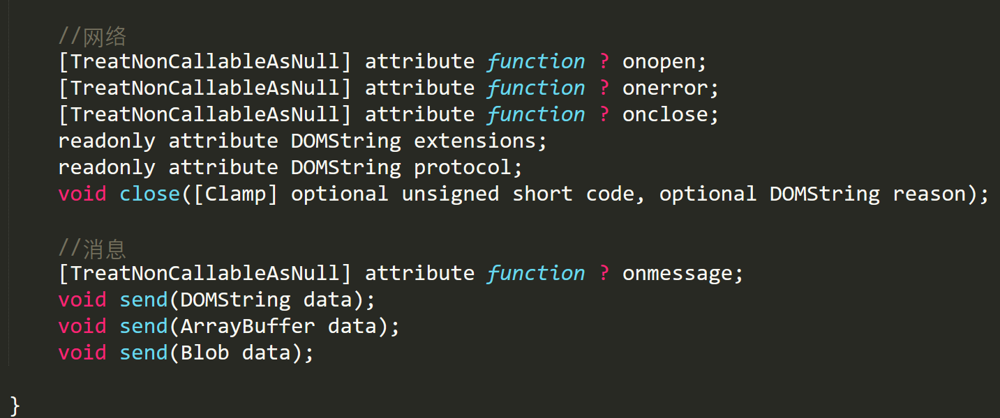 //网络
[TreatNonCallableAsNull] attribute function ? onopen;
[TreatNonCallableAsNull] attribute function ? onerror;
[TreatNonCallableAsNull] attribute function ? onclose;
readonly attribute DOMString extensions;
readonly attribute DOMString protocol;
void close([Clamp] optional unsigned short code, optional DOMString reason);
//消息
[TreatNonCallableAsNull] attribute function ? onmessage;
void send(DOMString data);
void send(ArrayBuffer data);
void send(Blob data);
}